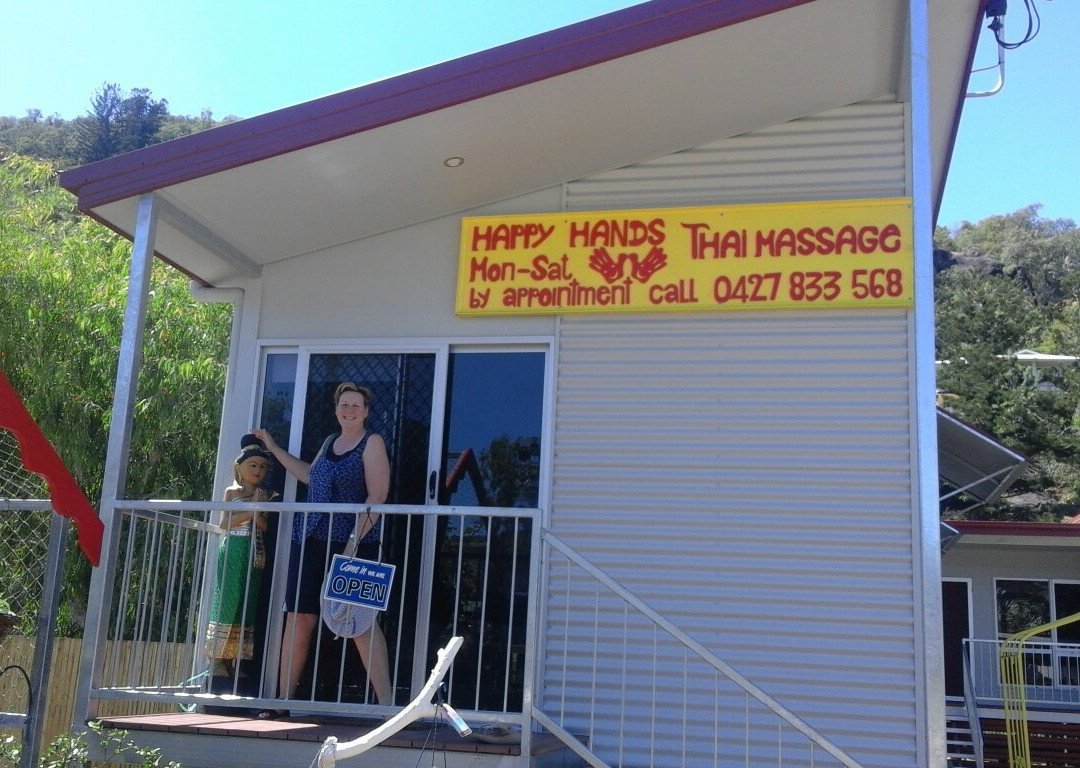 HAPPY HANDS THAI MASSAGE
Mon-Sat
by appointment call 0427 833 568
Come In WE ARE
OPEN